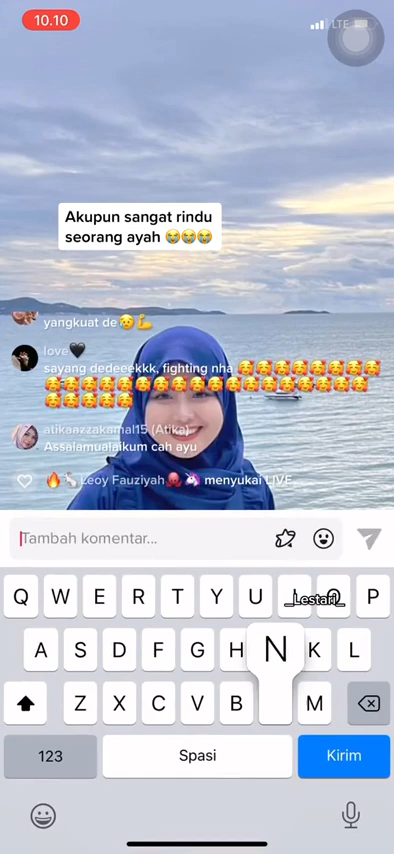 10.10
LTE
Akupun sangat rindu
seorang ayah 😭😭😭
yangkuat de😥💪
love🖤
sayang dedeeekkk, fighting nha 🥰🥰🥰🥰🥰🥰🥰🥰
🥰🥰🥰🥰🥰🥰🥰🥰🥰🥰🥰🥰🥰🥰🥰🥰🥰🥰
🥰🥰🥰🥰🥰
atikaazzakamal15 (Atika)
Assalamualaikum cah ayu
🔥🦒Leoy Fauziyah🐙🦄 menyukai LIVE
Tambah komentar...
Q W E R T Y U P
_Lestari_
A S D F G H N K L
Z X C V B M
123 Spasi Kirim